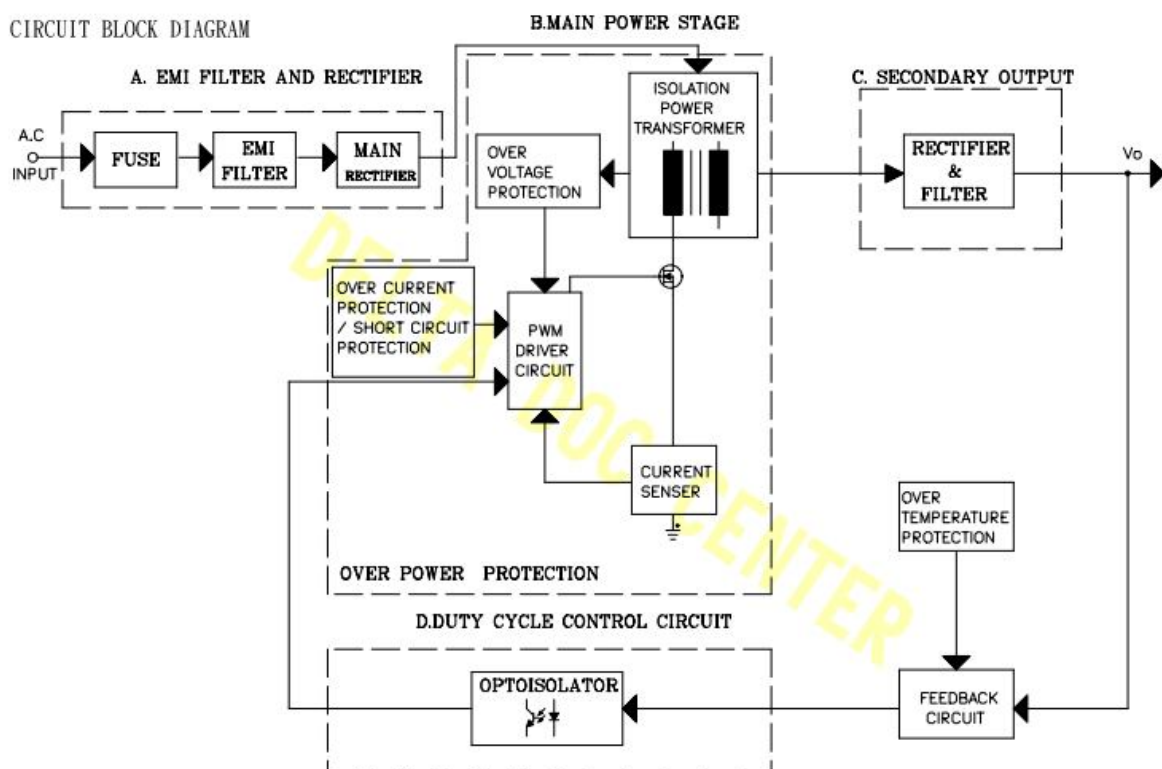 CIRCUIT BLOCK DIAGRAM
B.MAIN POWER STAGE
A. EMI FILTER AND RECTIFIER
C. SECONDARY OUTPUT
A.C
INPUT
FUSE
EMI
FILTER
MAIN
RECTIFIER
OVER
VOLTAGE
PROTECTION
ISOLATION
POWER
TRANSFORMER
RECTIFIER
&
FILTER
Vo
OVER CURRENT
PROTECTION
/ SHORT CIRCUIT
PROTECTION
PWM
DRIVER
CIRCUIT
CURRENT
SENSER
OVER
TEMPERATURE
PROTECTION
OVER POWER PROTECTION
D.DUTY CYCLE CONTROL CIRCUIT
OPTOISOLATOR
FEEDBACK
CIRCUIT
DELTA DOC CENTER